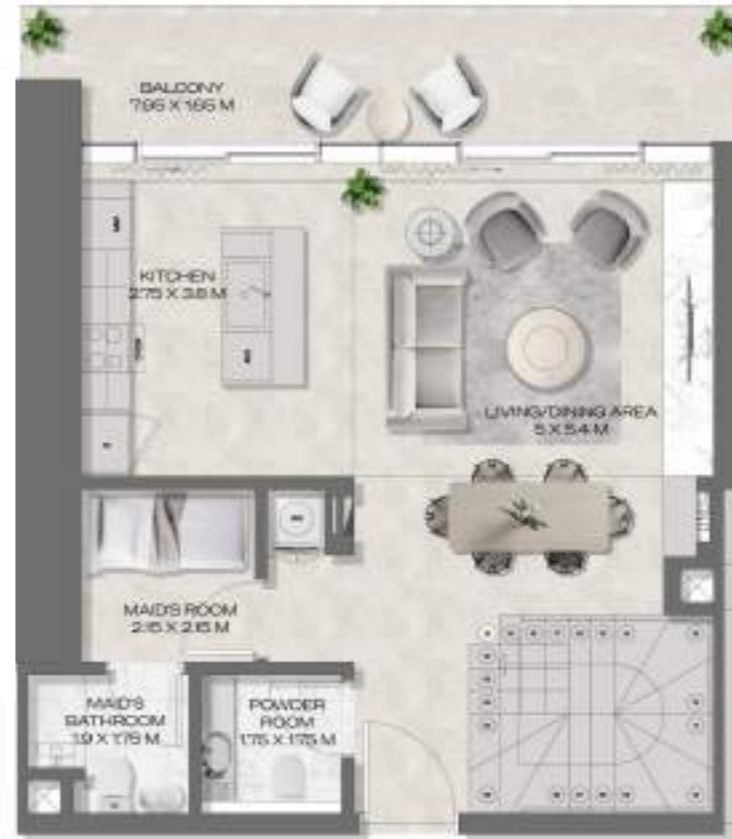 BALCONY
7.95 X 1.65 M
KITCHEN
2.75 X 3.8 M
LIVING/DINING AREA
5 X 5.4 M
MAID'S ROOM
2.15 X 2.15 M
MAID'S
BATHROOM
1.9 X 1.75 M
POWDER
ROOM
1.75 X 1.75 M